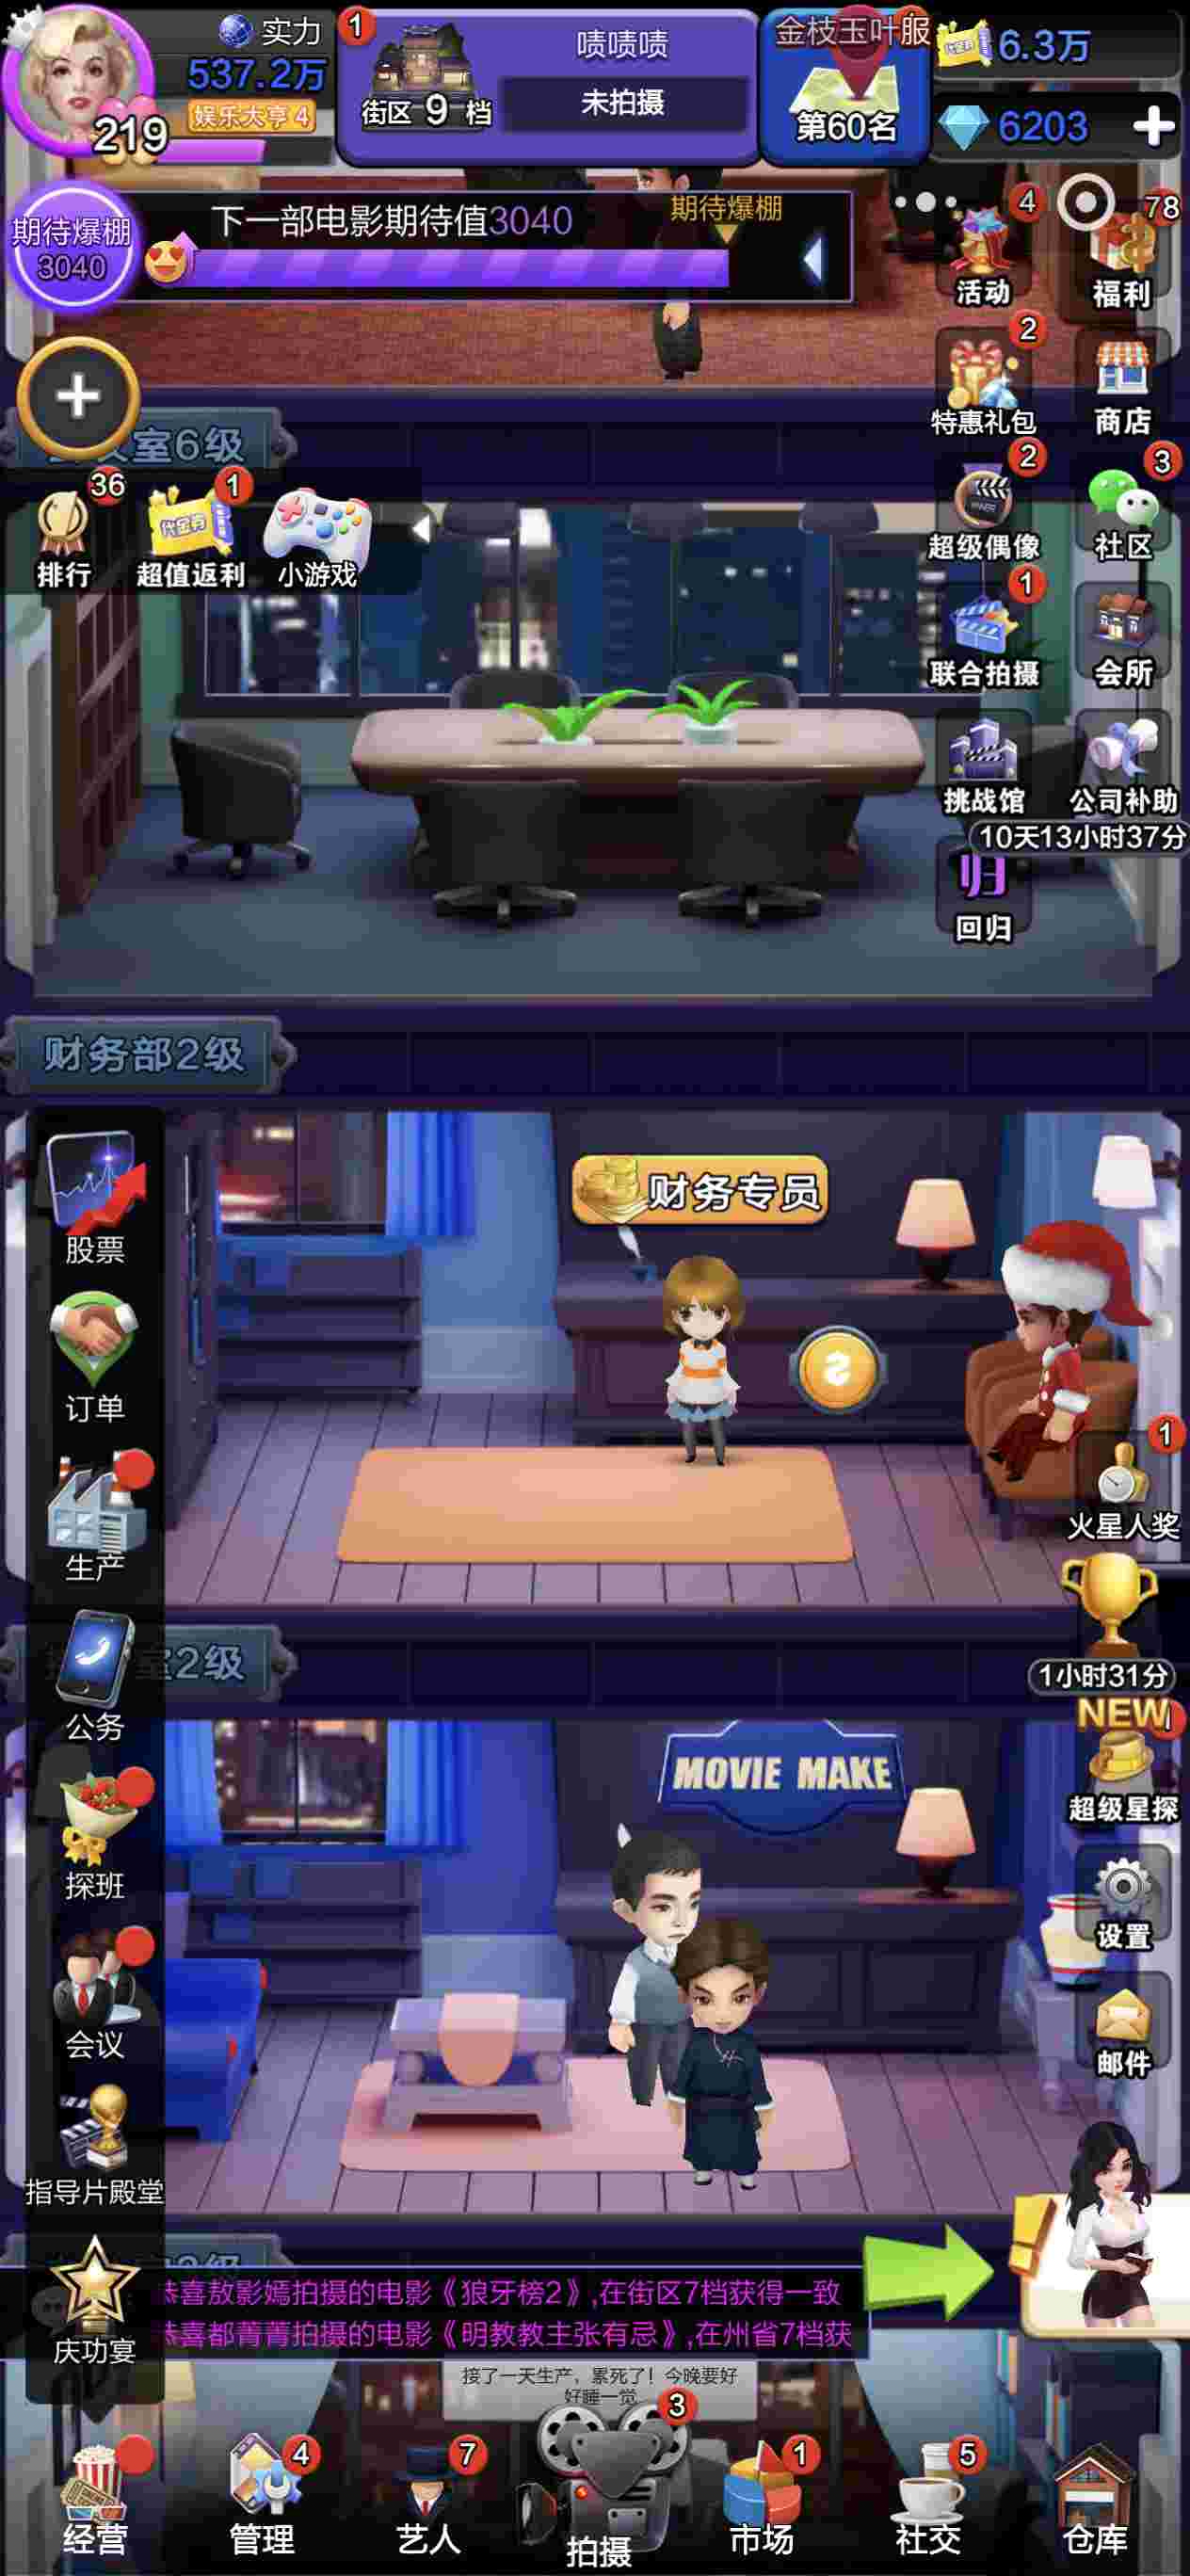 实力
537.2万
219
娱乐大亨 4
1
街区 9 档
啧啧啧
未拍摄
金枝玉叶服
第60名
6.3万
6203
期待爆棚
3040
下一部电影期待值3040
期待爆棚
4
活动
78
福利
2
特惠礼包
商店
室6级
36
排行
1
代金券
超值返利
小游戏
2
超级偶像
3
社区
1
联合拍摄
会所
挑战馆
公司补助
10天13小时37分
归
回归
财务部2级
股票
财务专员
订单
1
火星人奖
生产
室2级
1小时31分
公务
NEW
超级星探
MOVIE MAKE
探班
设置
会议
邮件
指导片殿堂
恭喜敖影嫣拍摄的电影《狼牙榜2》,在街区7档获得一致
恭喜都菁菁拍摄的电影《明教教主张有忌》,在州省7档获
庆功宴
接了一天生产，累死了！今晚要好
好睡一觉
经营
4
管理
7
艺人
3
拍摄
1
市场
5
社交
仓库